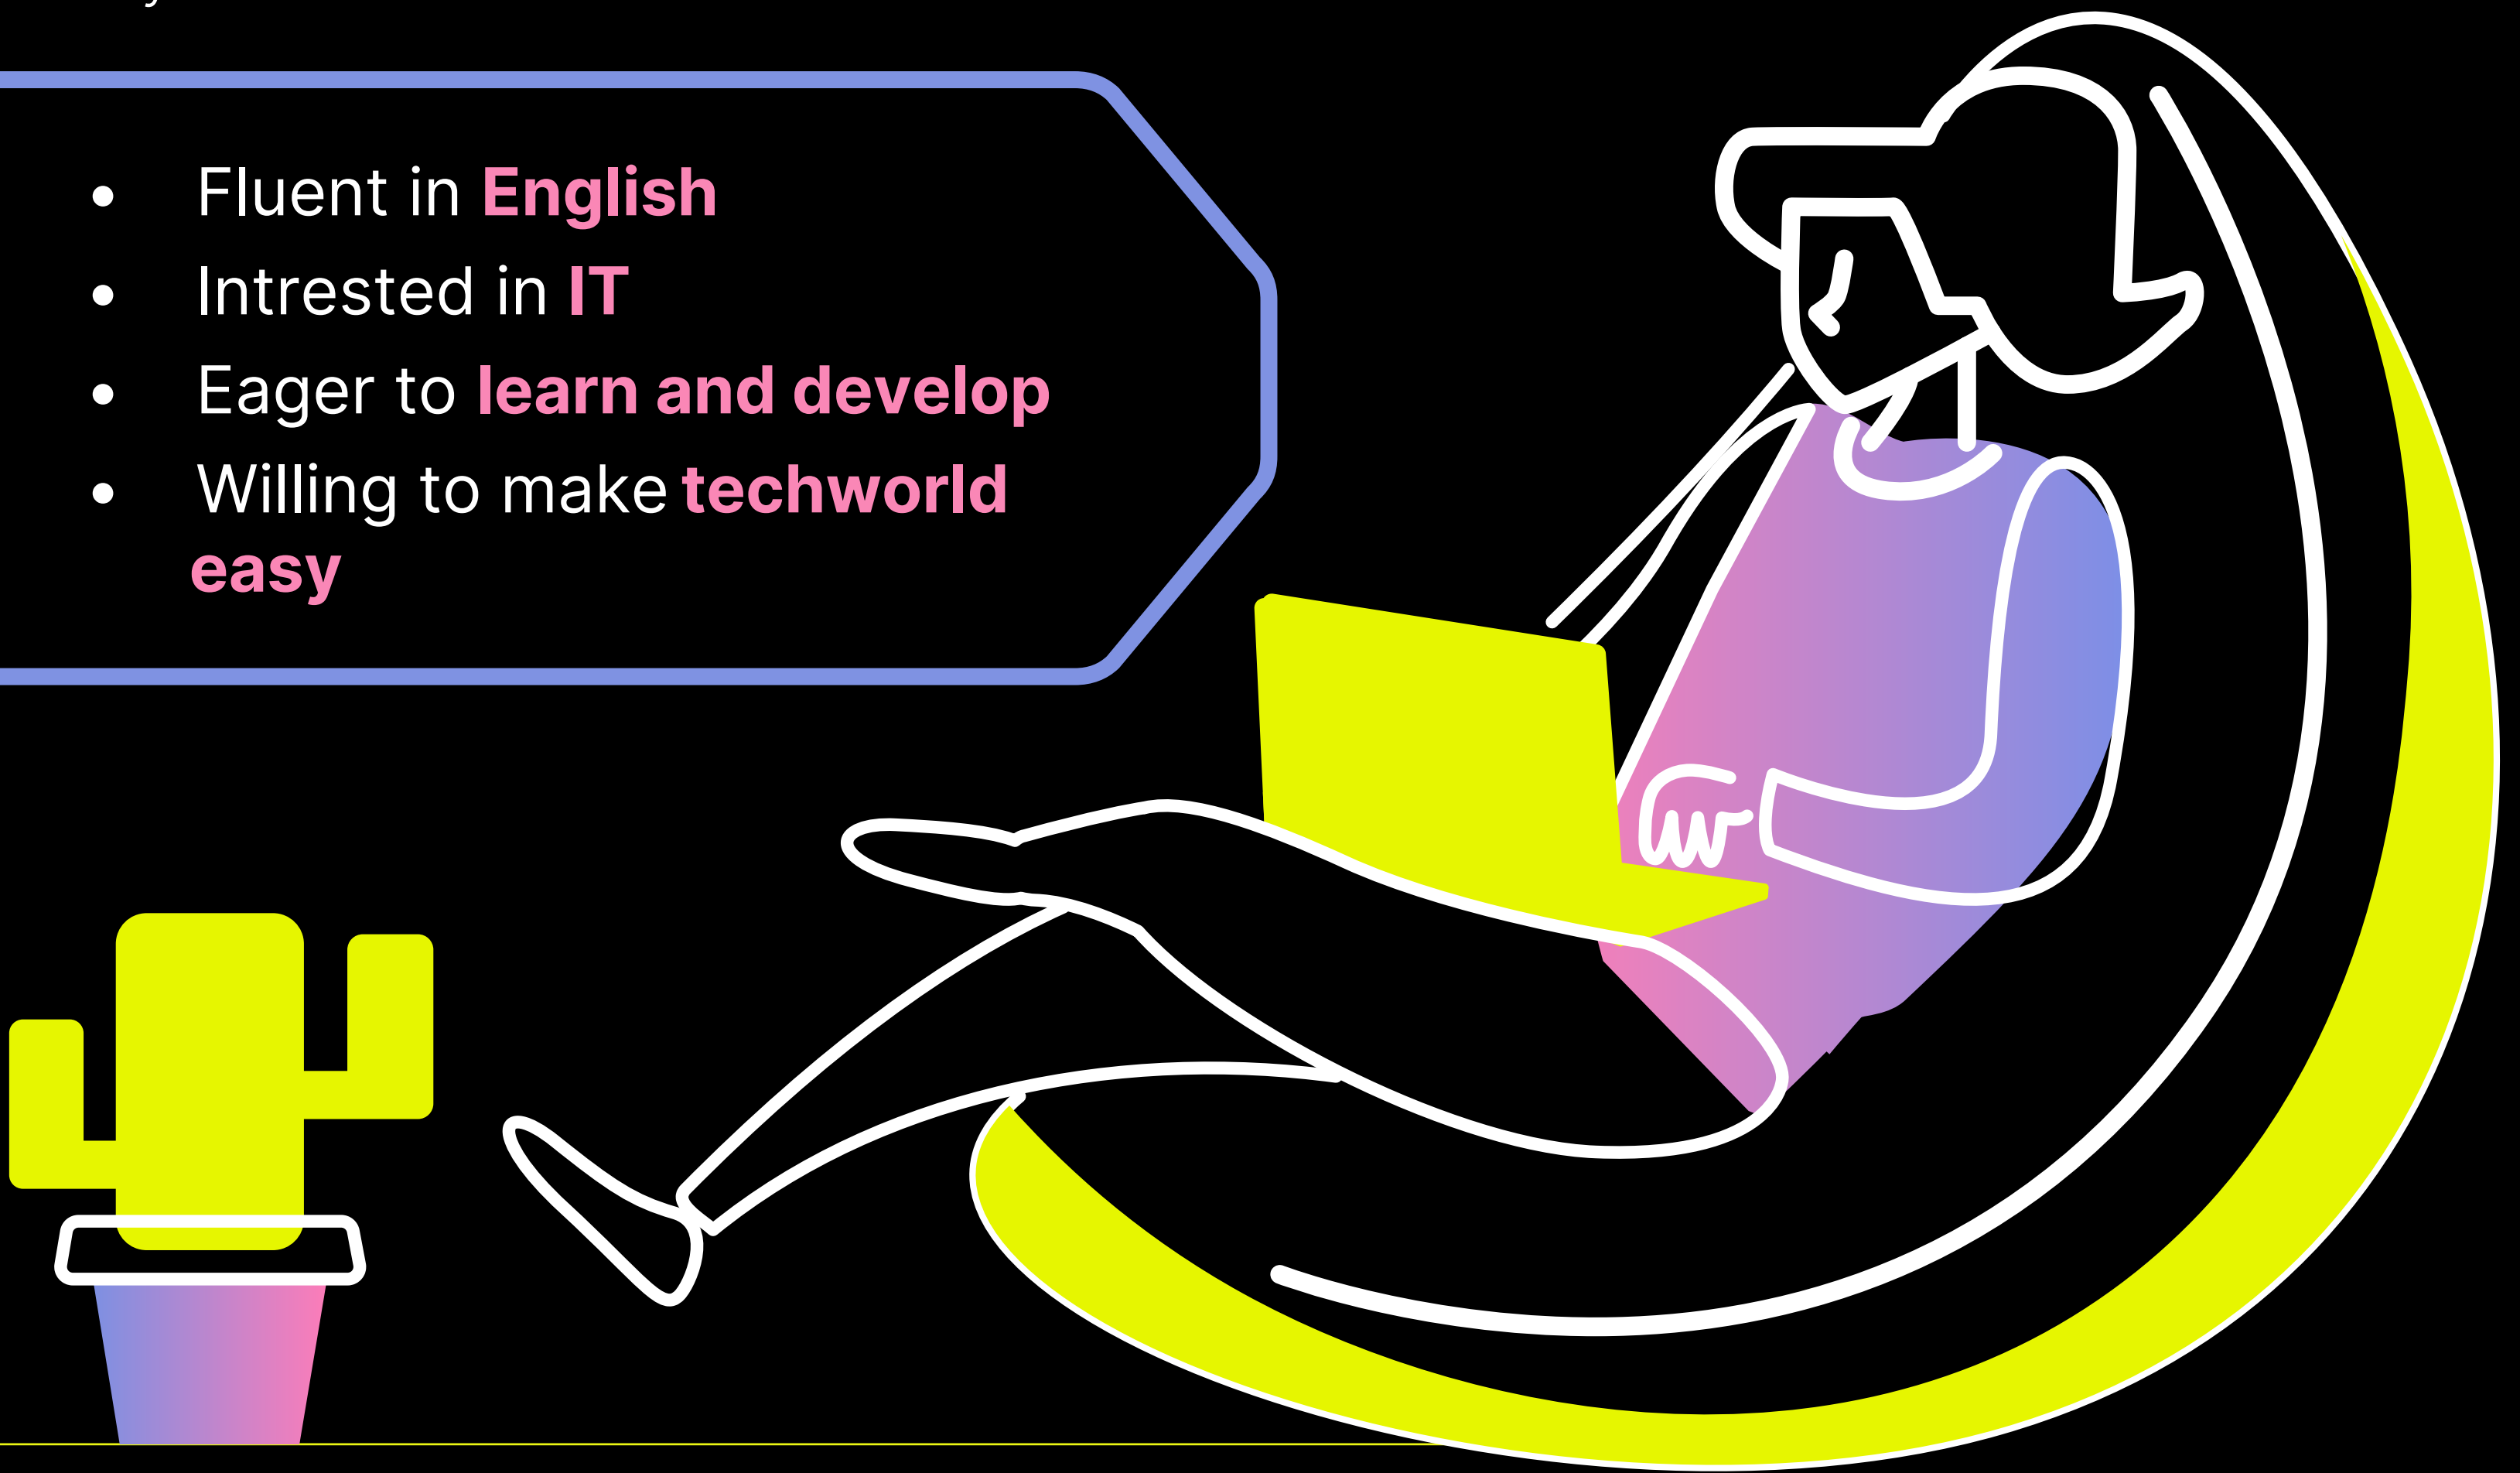 • Fluent in English
• Intrested in IT
• Eager to learn and develop
• Willing to make techworld
easy